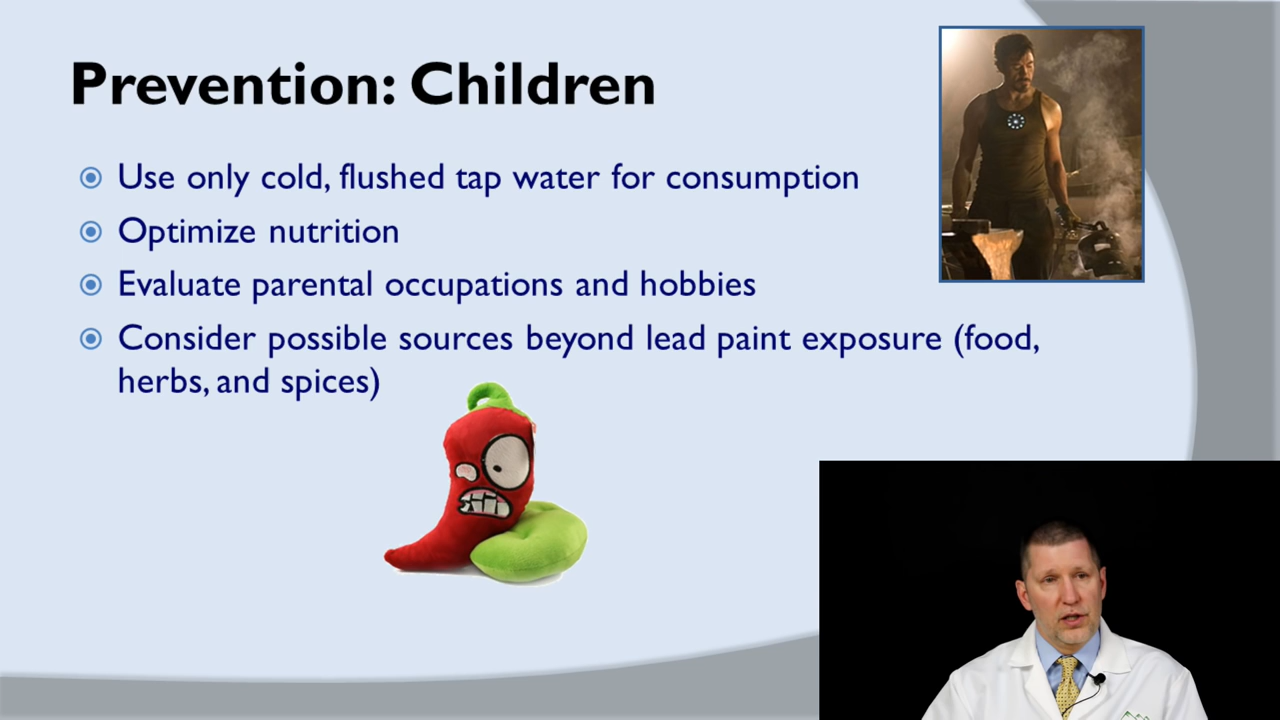 Prevention: Children
Use only cold, flushed tap water for consumption
Optimize nutrition
Evaluate parental occupations and hobbies
Consider possible sources beyond lead paint exposure (food,
herbs, and spices)